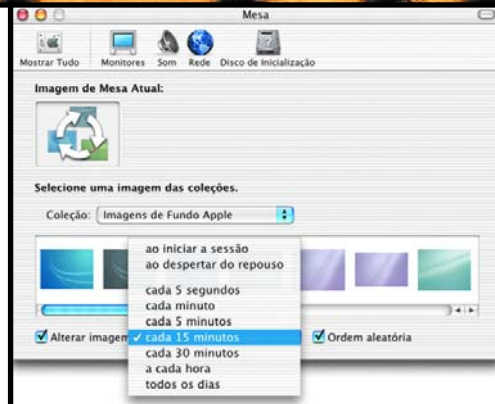 Mesa
Mostrar Tudo Monitores Som Rede Disco de Inicialização
Imagem de Mesa Atual:
Selecione uma imagem das coleções.
Coleção: Imagens de Fundo Apple
ao iniciar a sessão
ao despertar do repouso
cada 5 segundos
cada minuto
cada 5 minutos
Alterar imagem ✓ cada 15 minutos Ordem aleatória
cada 30 minutos
a cada hora
todos os dias